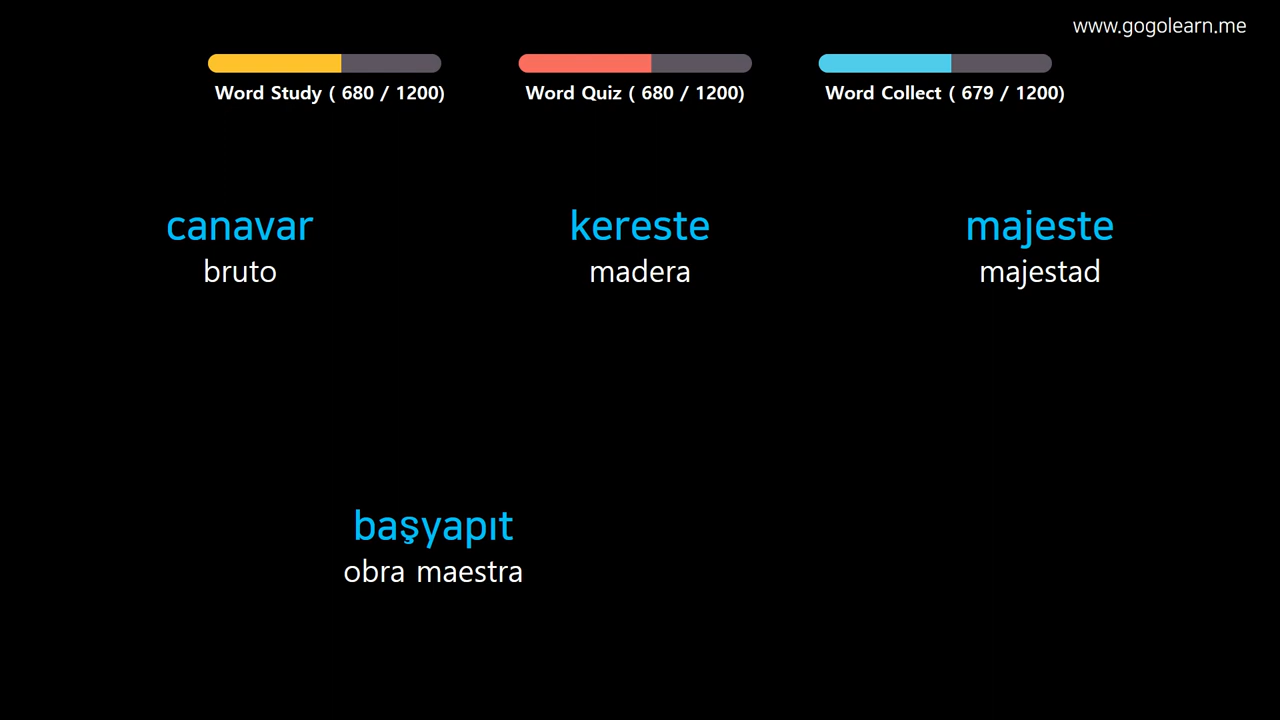 www.gogolearn.me
Word Study ( 680 / 1200)
Word Quiz ( 680 / 1200)
Word Collect ( 679 / 1200)
canavar
bruto
kereste
madera
majeste
majestad
başyapıt
obra maestra